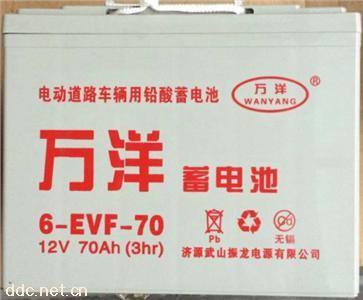 电动道路车辆用铅酸蓄电池
万洋
WANYANG
®
万洋
蓄电池
6-EVF-70
12V 70Ah (3hr)
Pb
Cd
无镉
济源武山振龙电源有限公司
ddc.net.cn